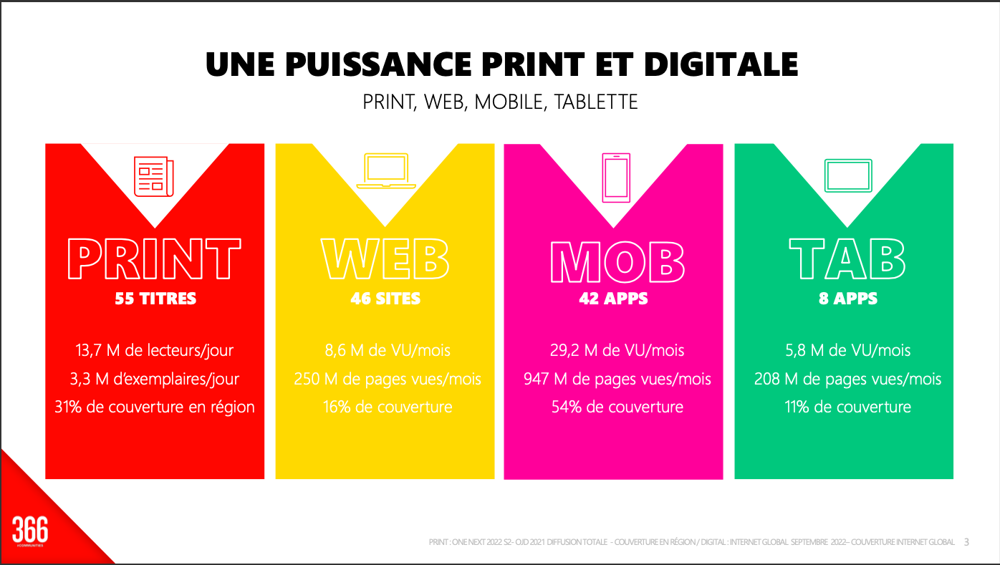 UNE PUISSANCE PRINT ET DIGITALE
PRINT, WEB, MOBILE, TABLETTE
PRINT
55 TITRES
13,7 M de lecteurs/jour
3,3 M d'exemplaires/jour
31% de couverture en région
WEB
46 SITES
8,6 M de VU/mois
250 M de pages vues/mois
16% de couverture
MOB
42 APPS
29,2 M de VU/mois
947 M de pages vues/mois
54% de couverture
TAB
8 APPS
5,8 M de VU/mois
208 M de pages vues/mois
11% de couverture
366
#COMMUNITIES
PRINT : ONE NEXT 2022 S2- OJD 2021 DIFFUSION TOTALE - COUVERTURE EN RÉGION / DIGITAL : INTERNET GLOBAL SEPTEMBRE 2022– COUVERTURE INTERNET GLOBAL
3